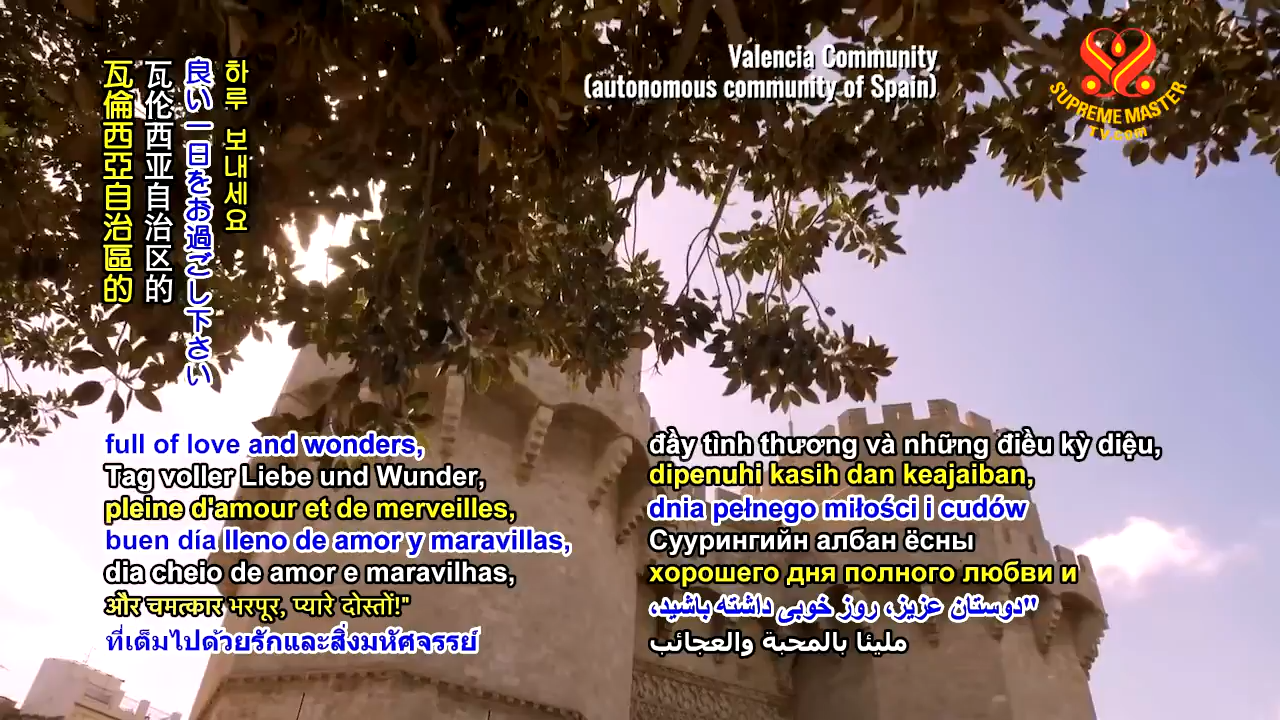 Valencia Community
(autonomous community of Spain)
SUPREME MASTER
TV.com
하루 보내세요
良い一日をお過ごし下さい
瓦伦西亚自治区的
瓦倫西亞自治區的
full of love and wonders,
Tag voller Liebe und Wunder,
pleine d'amour et de merveilles,
buen día lleno de amor y maravillas,
dia cheio de amor e maravilhas,
और चमत्कार भरपूर, प्यारे दोस्तों!"
ที่เต็มไปด้วยรักและสิ่งมหัศจรรย์
đầy tình thương và những điều kỳ diệu,
dipenuhi kasih dan keajaiban,
dnia pełnego miłości i cudów
Суурингийн албан ёсны
хорошего дня полного любви и
"دوستان عزیز، روز خوبی داشته باشید،
مليئا بالمحبة والعجائب